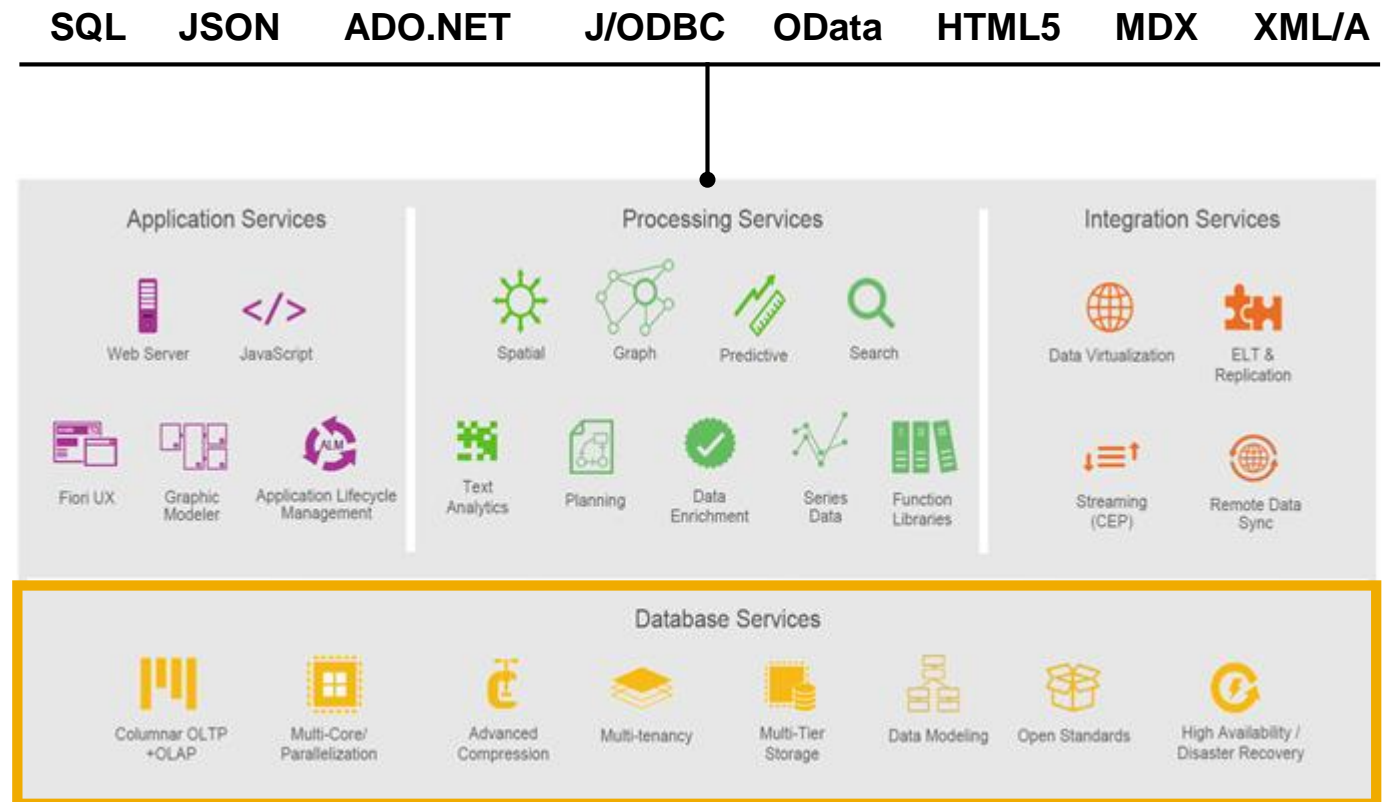 SQL JSON ADO.NET J/ODBC OData HTML5 MDX XML/A
Application Services
Web Server
JavaScript
Fiori UX
Graphic
Modeler
ALM
Application Lifecycle
Management
Processing Services
Spatial
Graph
Predictive
Search
Text
Analytics
Planning
Data
Enrichment
Series
Data
Function
Libraries
Integration Services
Data Virtualization
ELT &
Replication
Streaming
(CEP)
Remote Data
Sync
Database Services
Columnar OLTP
+OLAP
Multi-Core/
Parallelization
Advanced
Compression
Multi-tenancy
Multi-Tier
Storage
Data Modeling
Open Standards
High Availability /
Disaster Recovery